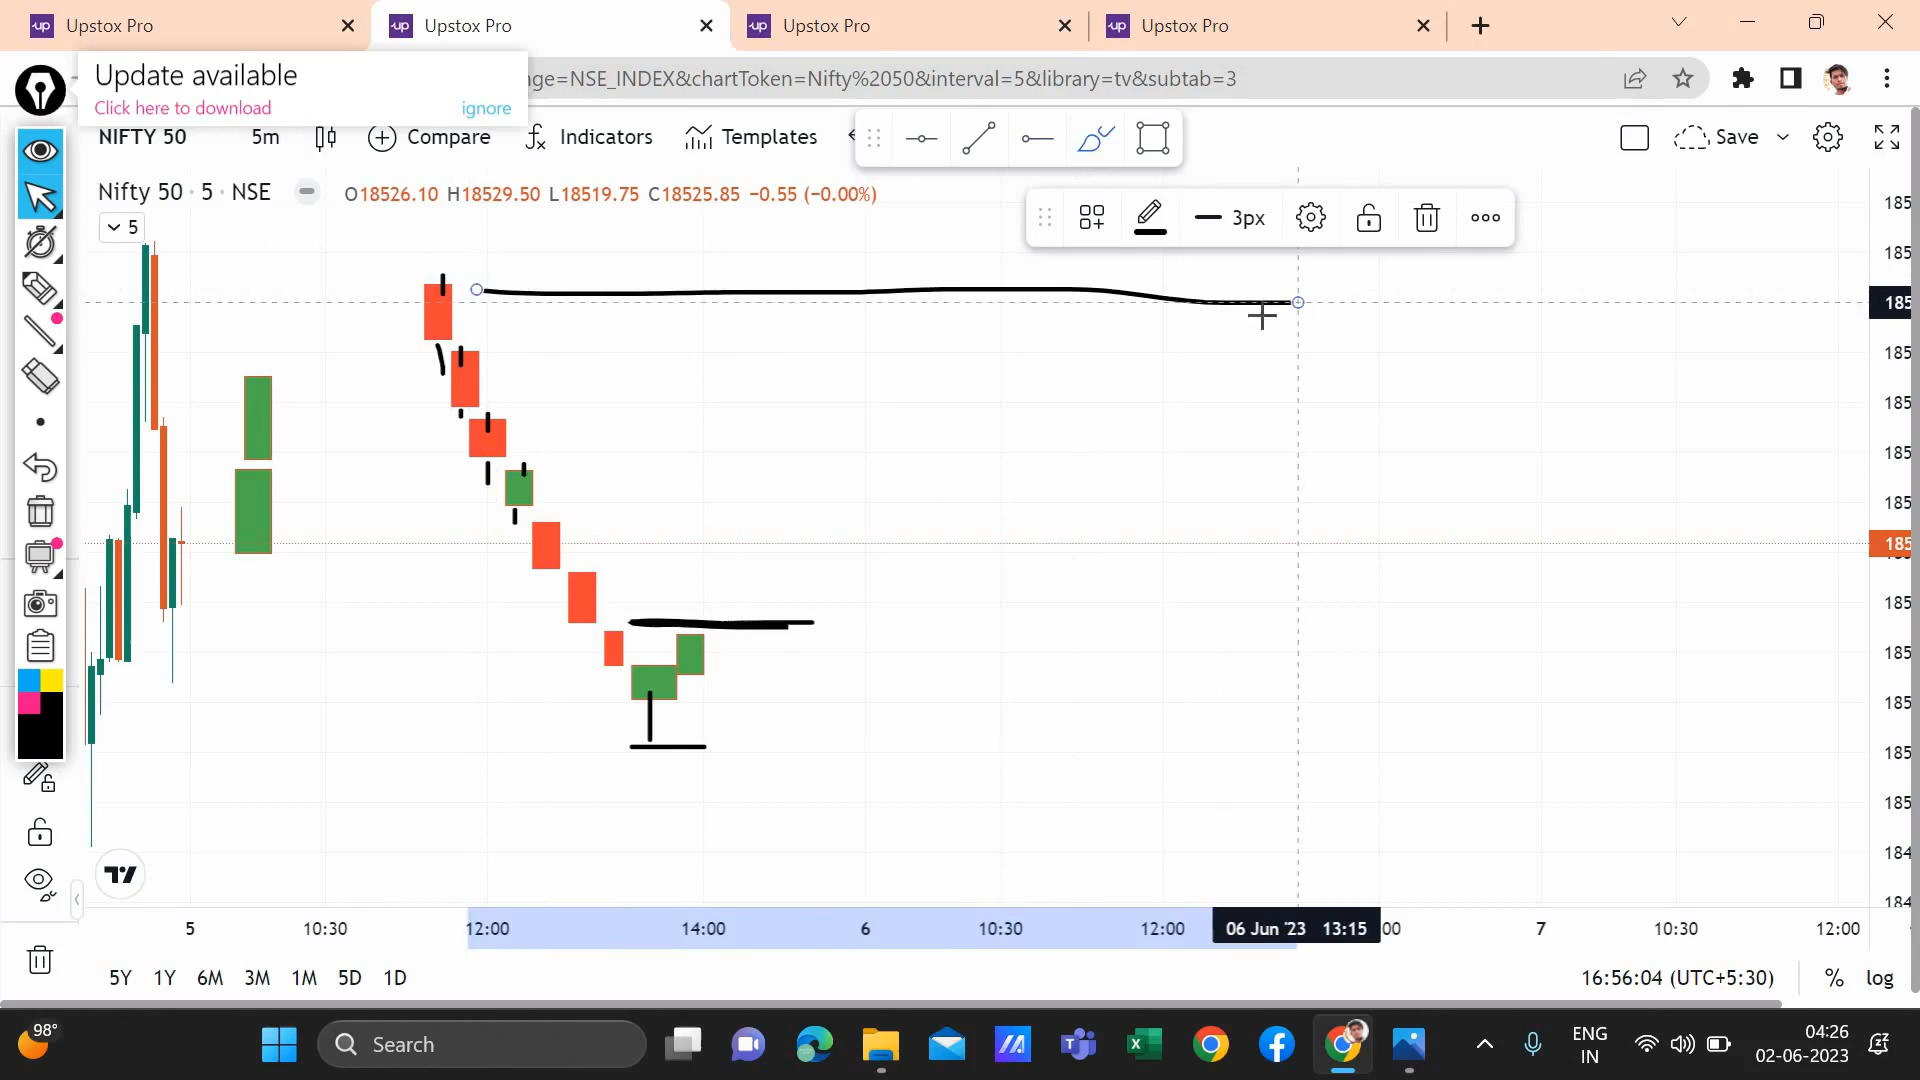 Upstox Pro
Upstox Pro
Upstox Pro
Upstox Pro
Update available
Click here to download ignore
nge=NSE_INDEX&chartToken=Nifty%2050&interval=5&library=tv&subtab=3
NIFTY 50 5m Compare Indicators Templates Save
Nifty 50 · 5 · NSE O18526.10 H18529.50 L18519.75 C18525.85 −0.55 (−0.00%)
5
3px
185
185
185
185
185
185
185
185
185
185
185
185
184
184
5 10:30 12:00 14:00 6 10:30 12:00 06 Jun '23 13:15 :00 7 10:30 12:00
5Y 1Y 6M 3M 1M 5D 1D 16:56:04 (UTC+5:30) % log
98° Search ENG IN 04:26 02-06-2023